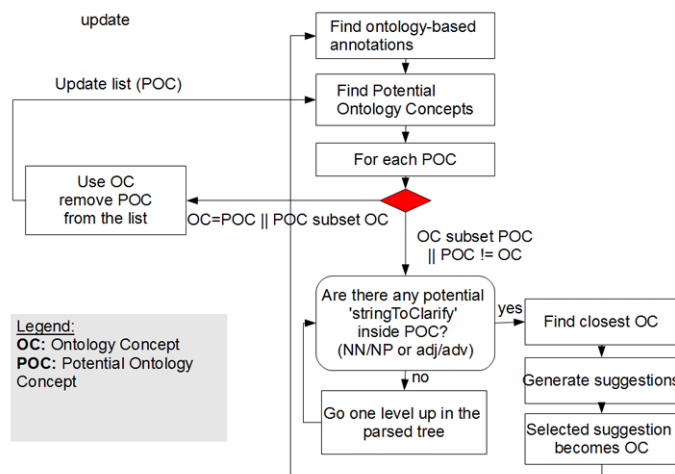 update
Find ontology-based
annotations
Update list (POC)
Find Potential
Ontology Concepts
For each POC
Use OC
remove POC
from the list
OC=POC || POC subset OC
OC subset POC
|| POC != OC
Are there any potential
'stringToClarify'
inside POC?
(NN/NP or adj/adv)
yes
Find closest OC
no
Generate suggestions
Go one level up in the
parsed tree
Selected suggestion
becomes OC
Legend:
OC: Ontology Concept
POC: Potential Ontology
Concept